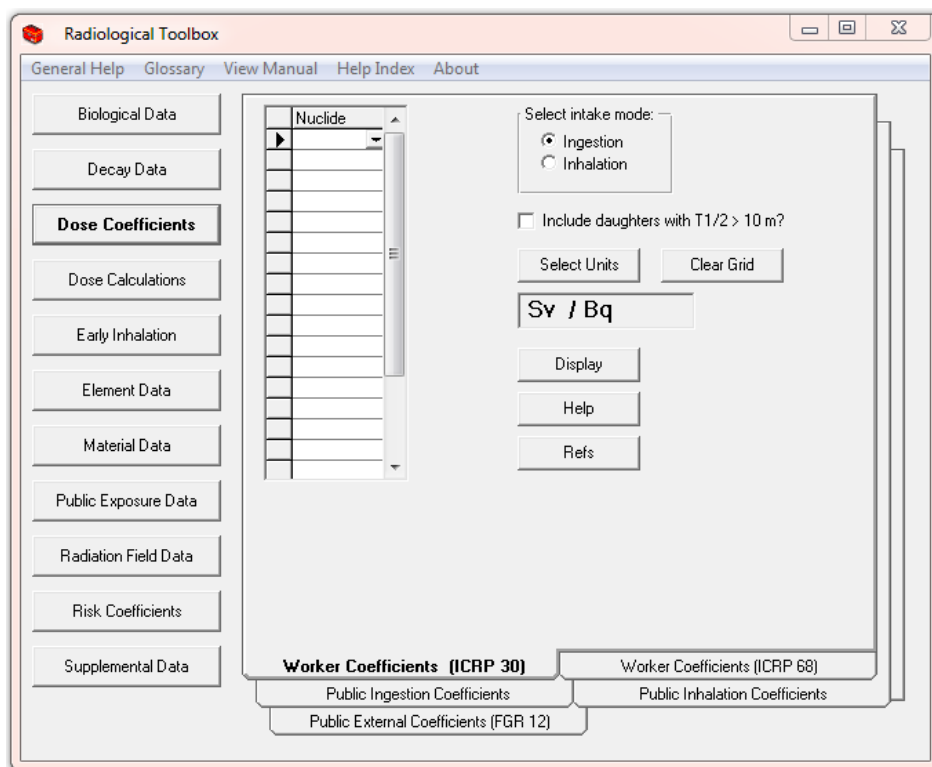 Radiological Toolbox
General Help Glossary View Manual Help Index About
Biological Data
Decay Data
Dose Coefficients
Dose Calculations
Early Inhalation
Element Data
Material Data
Public Exposure Data
Radiation Field Data
Risk Coefficients
Supplemental Data
Nuclide
Select intake mode:
Ingestion
Inhalation
Include daughters with T1/2 > 10 m?
Select Units Clear Grid
Sv / Bq
Display
Help
Refs
Worker Coefficients (ICRP 30) Worker Coefficients (ICRP 68)
Public Ingestion Coefficients Public Inhalation Coefficients
Public External Coefficients (FGR 12)